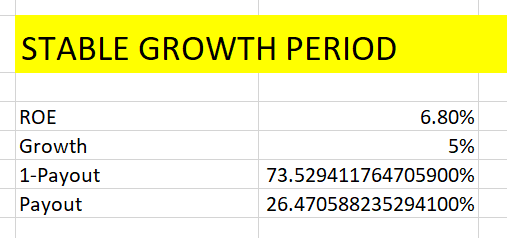 STABLE GROWTH PERIOD
ROE 6.80%
Growth 5%
1-Payout 73.529411764705900%
Payout 26.470588235294100%